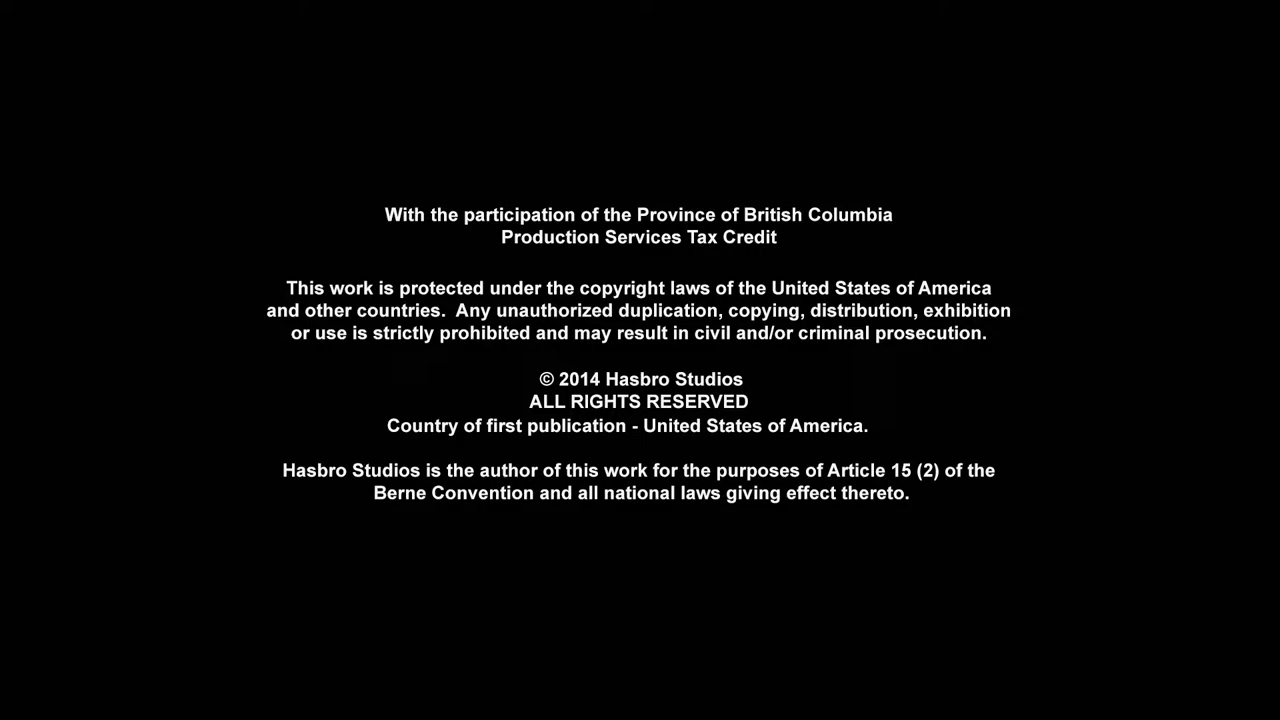 With the participation of the Province of British Columbia
Production Services Tax Credit
This work is protected under the copyright laws of the United States of America
and other countries.  Any unauthorized duplication, copying, distribution, exhibition
or use is strictly prohibited and may result in civil and/or criminal prosecution.
© 2014 Hasbro Studios
ALL RIGHTS RESERVED
Country of first publication - United States of America.
Hasbro Studios is the author of this work for the purposes of Article 15 (2) of the
Berne Convention and all national laws giving effect thereto.